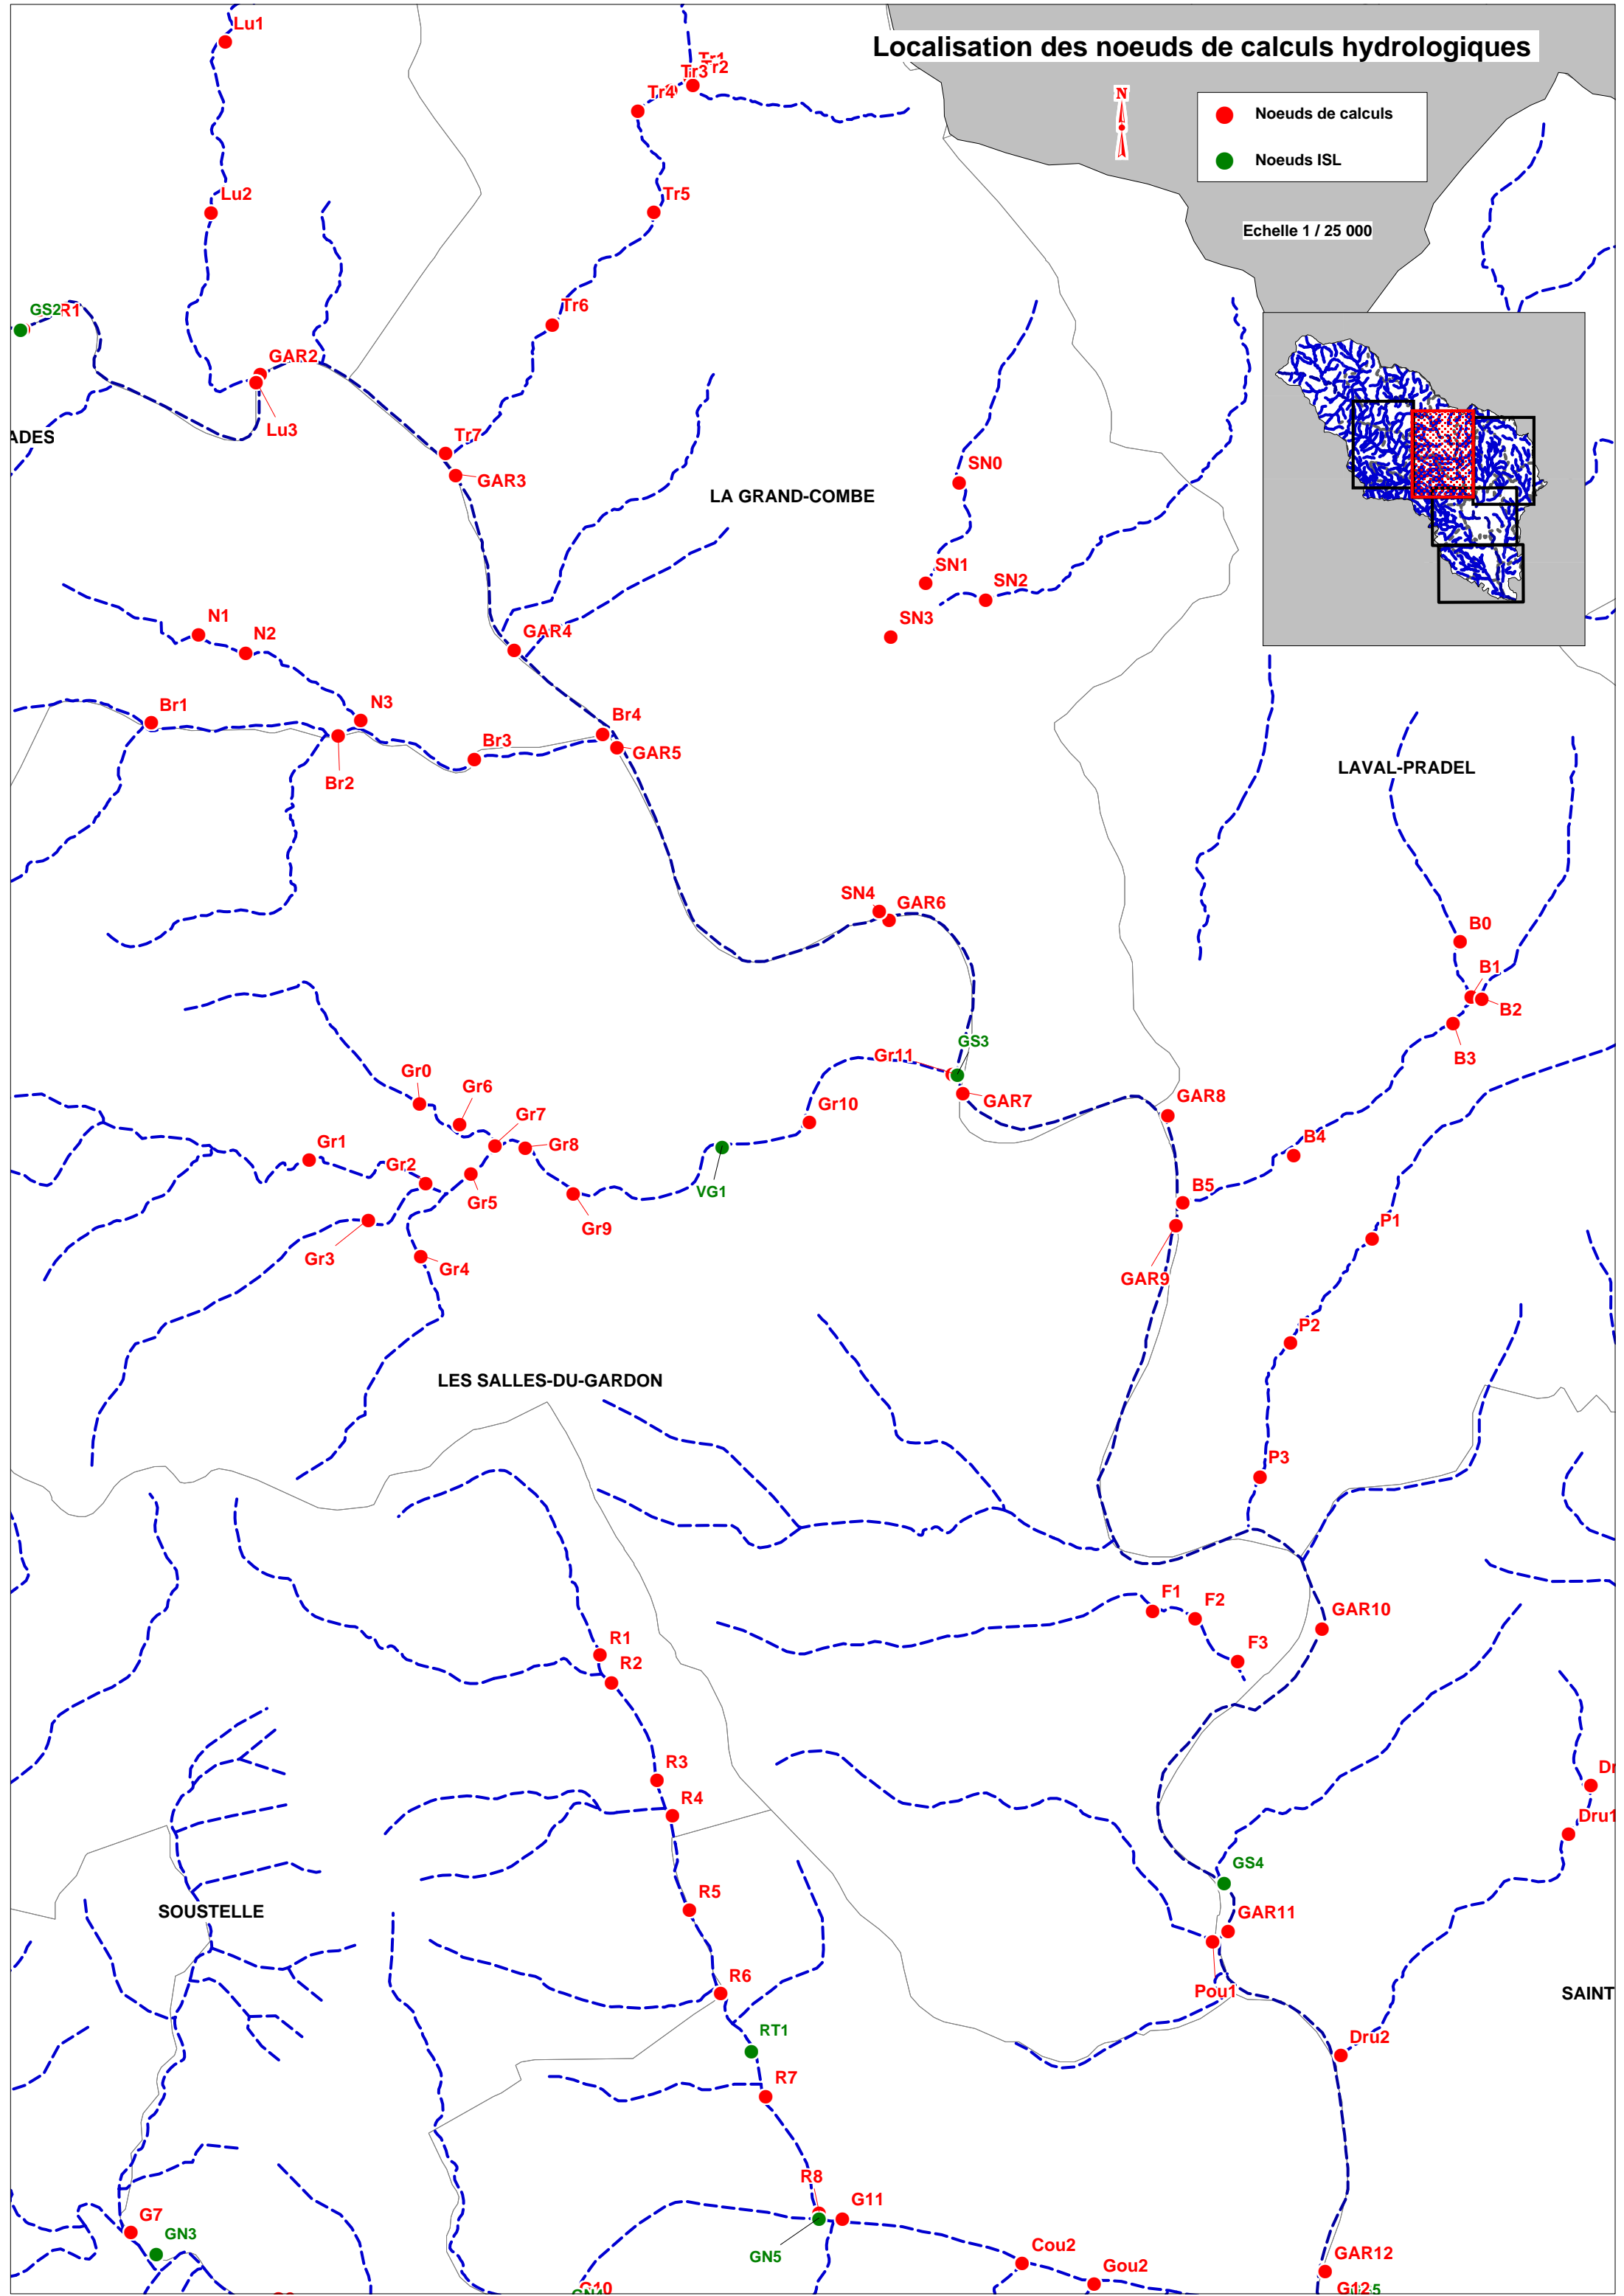 Localisation des noeuds de calculs hydrologiques
N
Noeuds de calculs
Noeuds ISL
Echelle 1 / 25 000
Lu1
Tr3
Tr2
Tr4
Lu2
Tr5
GS2
R1
Tr6
GAR2
Lu3
ADES
Tr7
GAR3
SN0
LA GRAND-COMBE
SN1
SN2
SN3
N1
N2
GAR4
N3
Br1
Br4
Br3
GAR5
Br2
LAVAL-PRADEL
SN4
GAR6
B0
B1
B2
B3
GS3
Gr11
GAR7
Gr0
Gr6
Gr7
Gr10
GAR8
Gr1
Gr8
B4
Gr2
Gr5
VG1
B5
Gr9
Gr3
Gr4
P1
GAR9
P2
LES SALLES-DU-GARDON
P3
F1
F2
GAR10
F3
R1
R2
R3
Dr
R4
Dru1
GS4
R5
SOUSTELLE
GAR11
R6
Pou1
SAINT
RT1
Dru2
R7
R8
G11
G7
GN3
GN5
Cou2
Gou2
GAR12
G10
G12